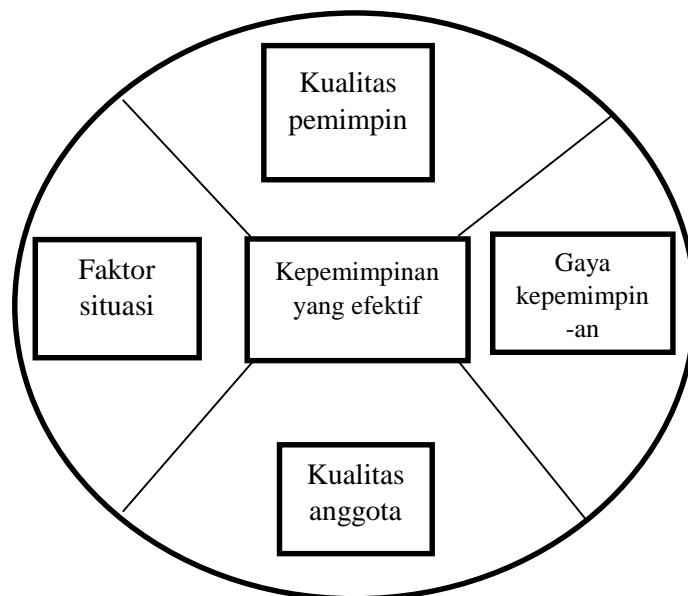 Kualitas
pemimpin
Faktor
situasi
Kepemimpinan
yang efektif
Gaya
kepemimpin
-an
Kualitas
anggota